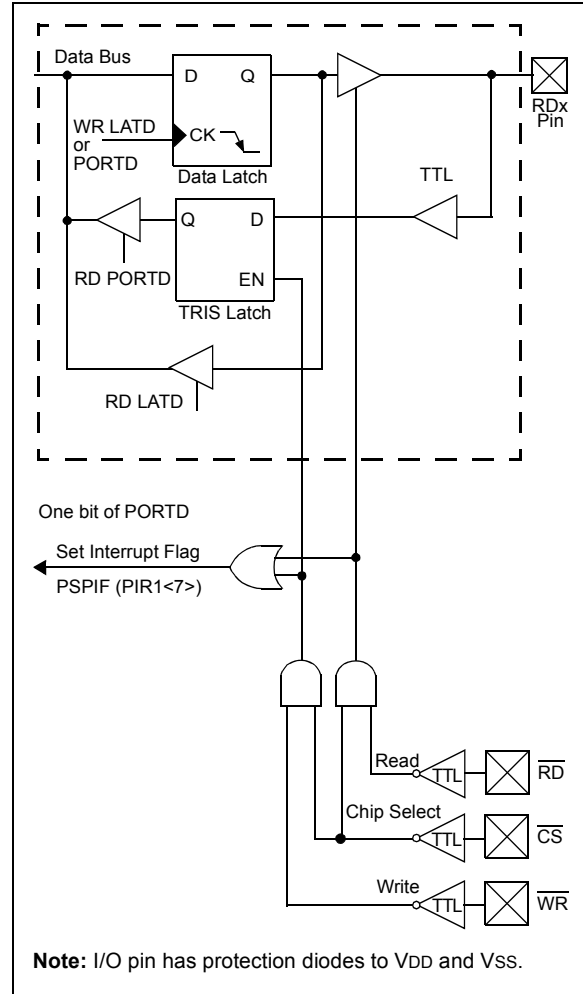 Data Bus
D Q
WR LATD
or
PORTD
CK
Data Latch
RDx
Pin
TTL
Q D
RD PORTD
EN
TRIS Latch
RD LATD
One bit of PORTD
Set Interrupt Flag
PSPIF (PIR1<7>)
Read
TTL
RD
Chip Select
TTL
CS
Write
TTL
WR
Note: I/O pin has protection diodes to VDD and VSS.